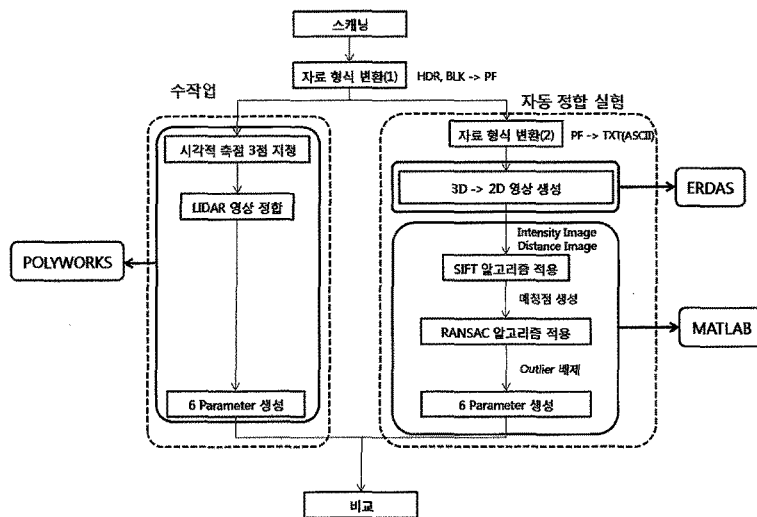 스캐닝
자료 형식 변환(1) HDR, BLK -> PF
수작업
자동 정합 실험
자료 형식 변환(2) PF -> TXT(ASCII)
시각적 측점 3점 지정
3D -> 2D 영상 생성
ERDAS
LIDAR 영상 정합
Intensity Image
Distance Image
POLYWORKS
SIFT 알고리즘 적용
매칭점 생성
RANSAC 알고리즘 적용
MATLAB
Outlier 배제
6 Parameter 생성
6 Parameter 생성
비교